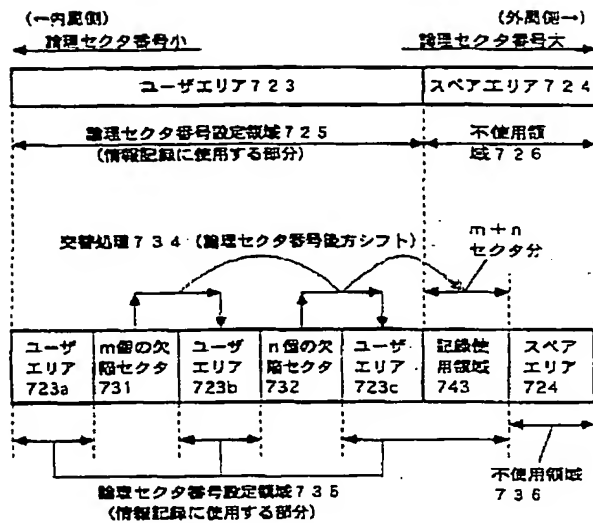 (←内周側) (外周側→)
論理セクタ番号小 論理セクタ番号大
ユーザエリア723 スペアエリア724
論理セクタ番号設定領域725 不使用領
(情報記録に使用する部分) 域726
交替処理734(論理セクタ番号後方シフト) m+n
セクタ分
ユーザ m個の欠 ユーザ n個の欠 ユーザ 記録使 スペア
エリア 陥セクタ エリア 陥セクタ エリア 用領域 エリア
723a 731 723b 732 723c 743 724
論理セクタ番号設定領域735 不使用領域
(情報記録に使用する部分) 736